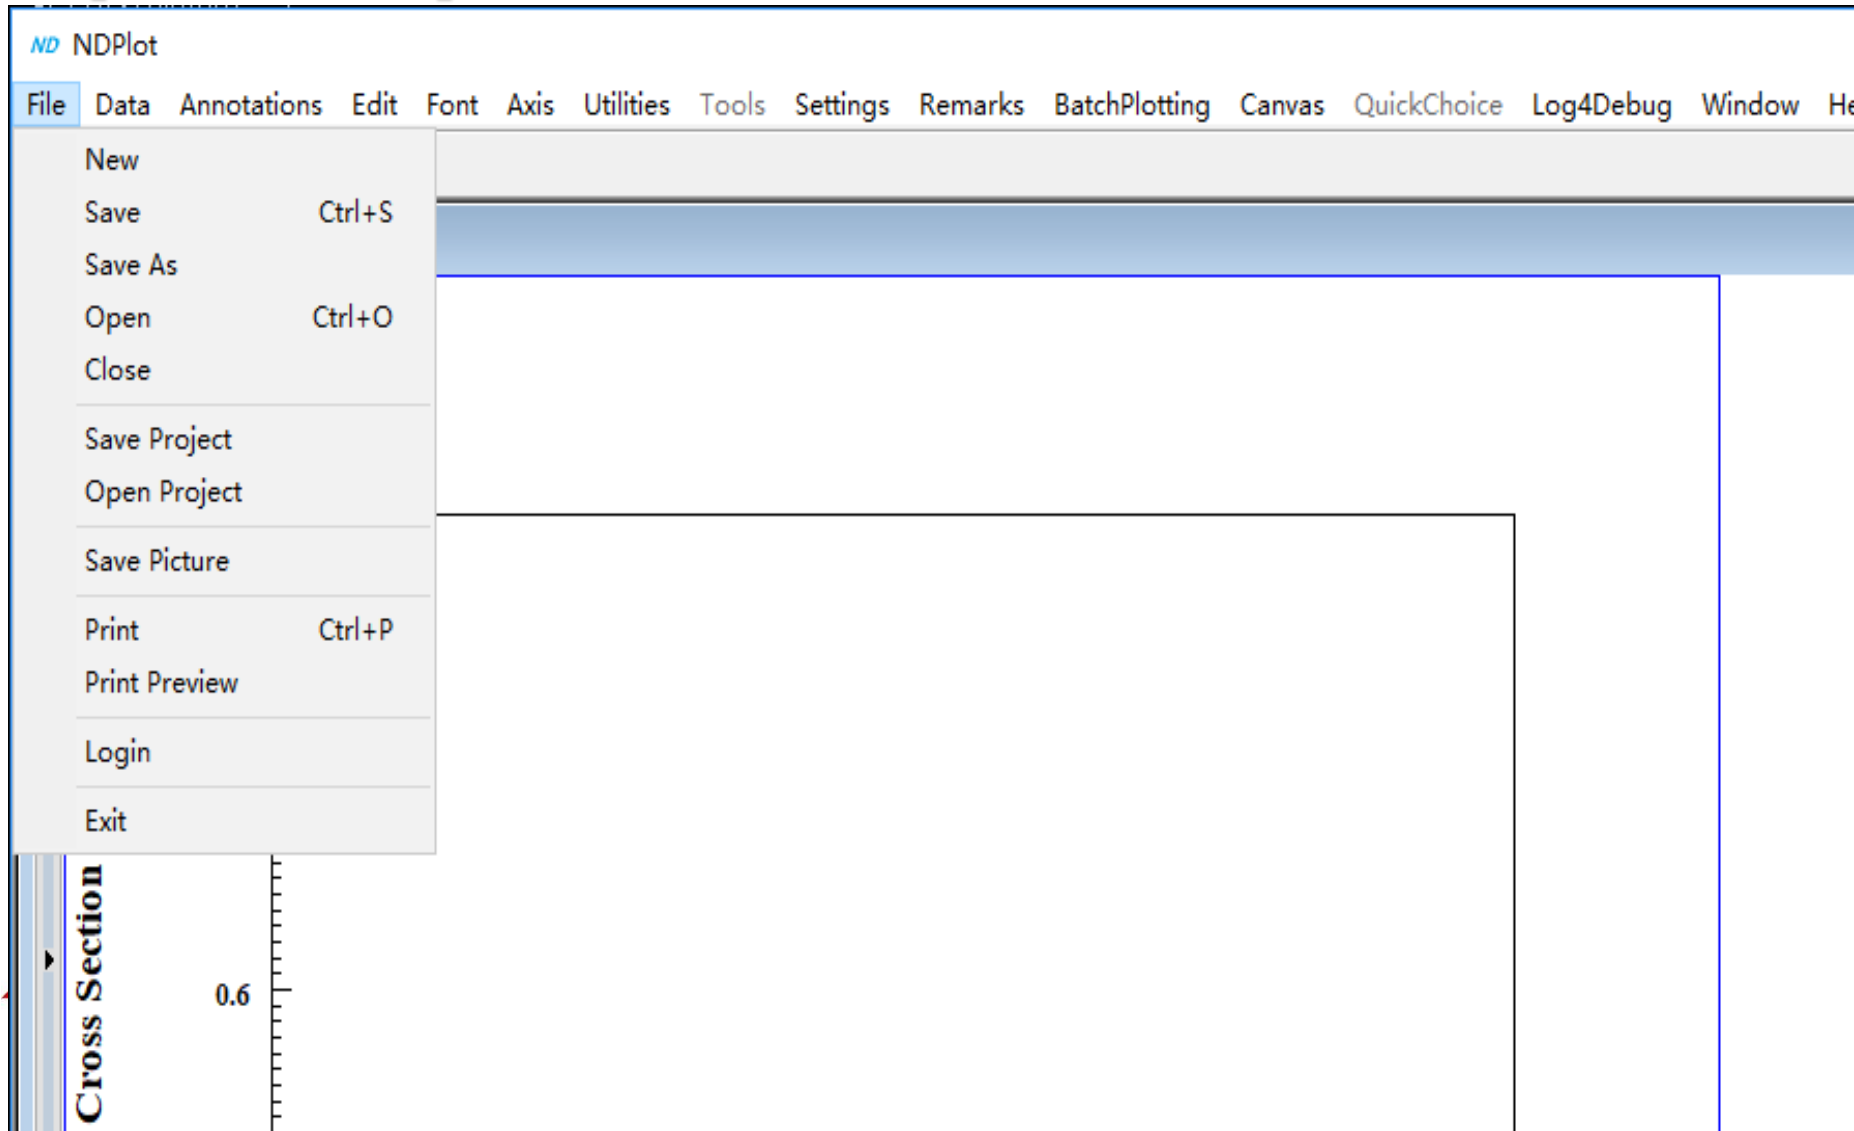 ND NDPlot
File Data Annotations Edit Font Axis Utilities Tools Settings Remarks BatchPlotting Canvas QuickChoice Log4Debug Window
New
Save Ctrl+S
Save As
Open Ctrl+O
Close
Save Project
Open Project
Save Picture
Print Ctrl+P
Print Preview
Login
Exit
Cross Section
0.6